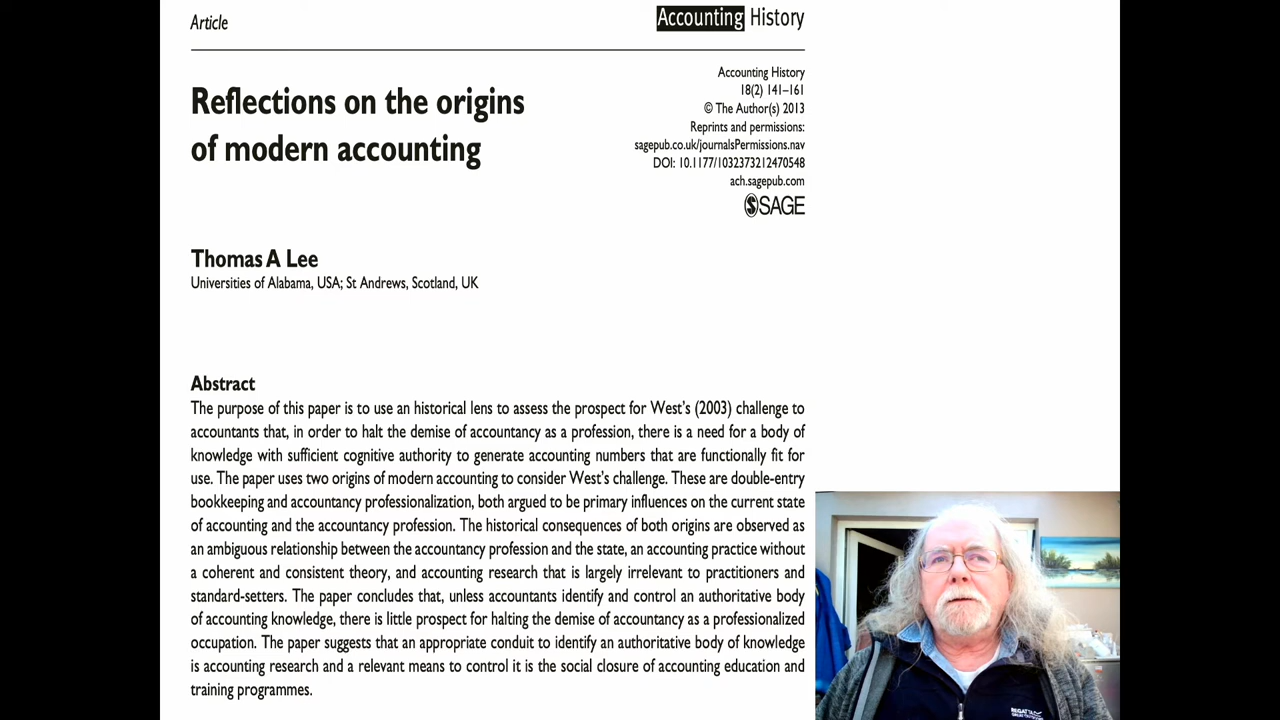 Article
Accounting History
Reflections on the origins
of modern accounting
Accounting History
18(2) 141–161
© The Author(s) 2013
Reprints and permissions:
sagepub.co.uk/journalsPermissions.nav
DOI: 10.1177/1032373212470548
ach.sagepub.com
SAGE
Thomas A Lee
Universities of Alabama, USA; St Andrews, Scotland, UK
Abstract
The purpose of this paper is to use an historical lens to assess the prospect for West's (2003) challenge to
accountants that, in order to halt the demise of accountancy as a profession, there is a need for a body of
knowledge with sufficient cognitive authority to generate accounting numbers that are functionally fit for
use. The paper uses two origins of modern accounting to consider West's challenge. These are double-entry
bookkeeping and accountancy professionalization, both argued to be primary influences on the current state
of accounting and the accountancy profession. The historical consequences of both origins are observed as
an ambiguous relationship between the accountancy profession and the state, an accounting practice without
a coherent and consistent theory, and accounting research that is largely irrelevant to practitioners and
standard-setters. The paper concludes that, unless accountants identify and control an authoritative body
of accounting knowledge, there is little prospect for halting the demise of accountancy as a professionalized
occupation. The paper suggests that an appropriate conduit to identify an authoritative body of knowledge
is accounting research and a relevant means to control it is the social closure of accounting education and
training programmes.
REGATTA